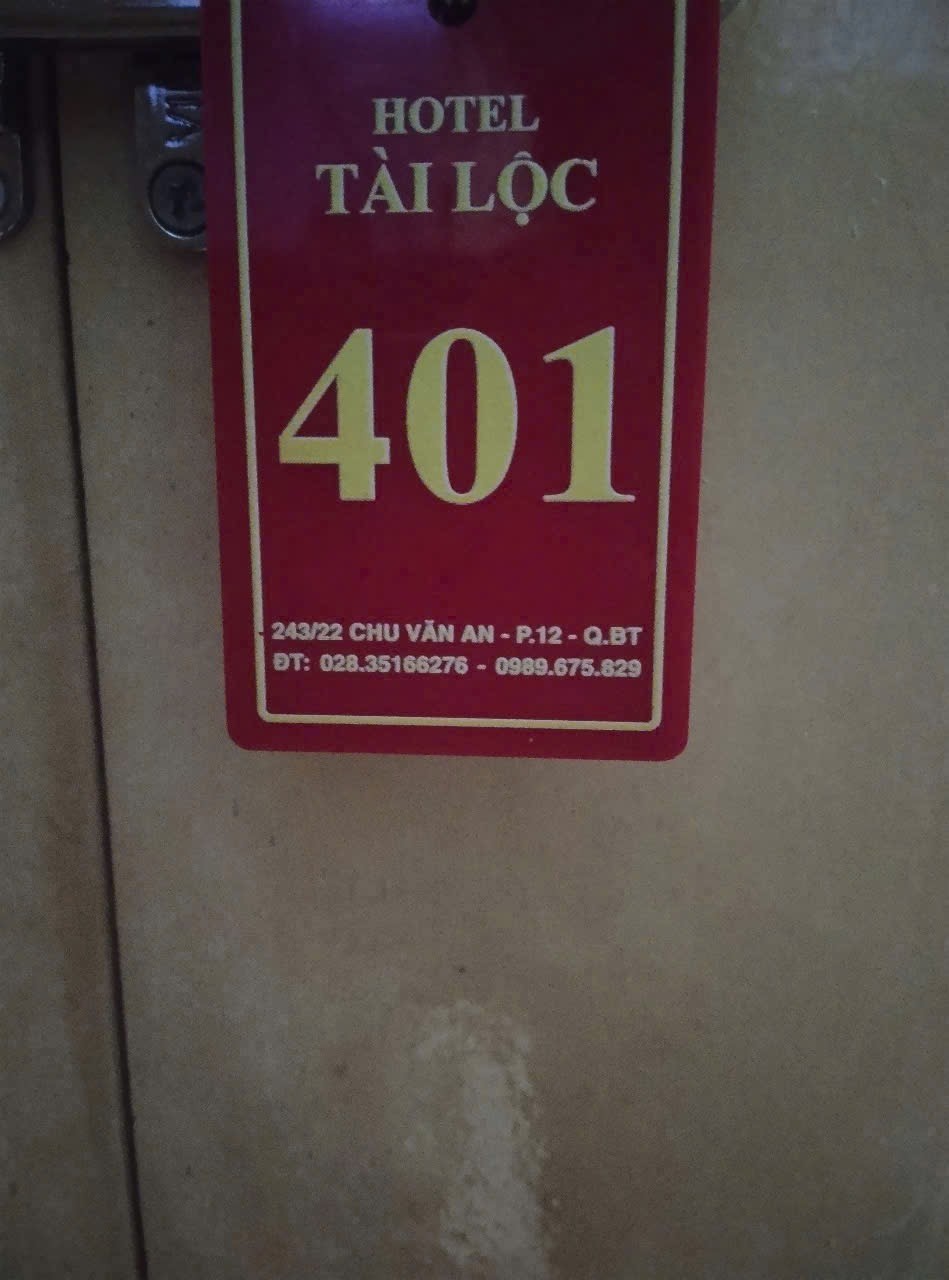 HOTEL
TÀI LỘC
401
243/22 CHU VĂN AN - P.12 - Q.BT
ĐT: 028.35166276 - 0989.675.829